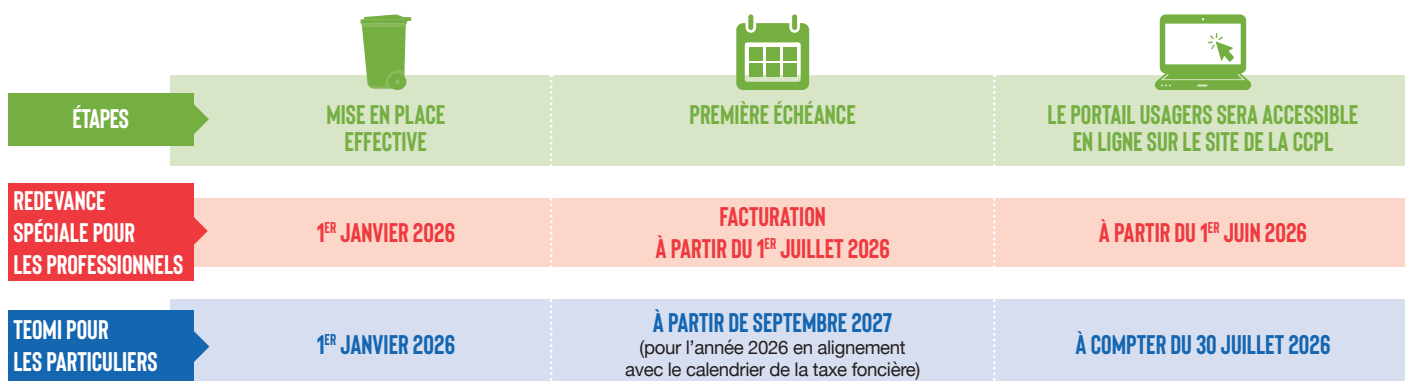 ÉTAPES
MISE EN PLACE
EFFECTIVE
PREMIÈRE ÉCHÉANCE
LE PORTAIL USAGERS SERA ACCESSIBLE
EN LIGNE SUR LE SITE DE LA CCPL
REDEVANCE
SPÉCIALE POUR
LES PROFESSIONNELS
1ER JANVIER 2026
FACTURATION
À PARTIR DU 1ER JUILLET 2026
À PARTIR DU 1ER JUIN 2026
TEOMI POUR
LES PARTICULIERS
1ER JANVIER 2026
À PARTIR DE SEPTEMBRE 2027
(pour l'année 2026 en alignement
avec le calendrier de la taxe foncière)
À COMPTER DU 30 JUILLET 2026